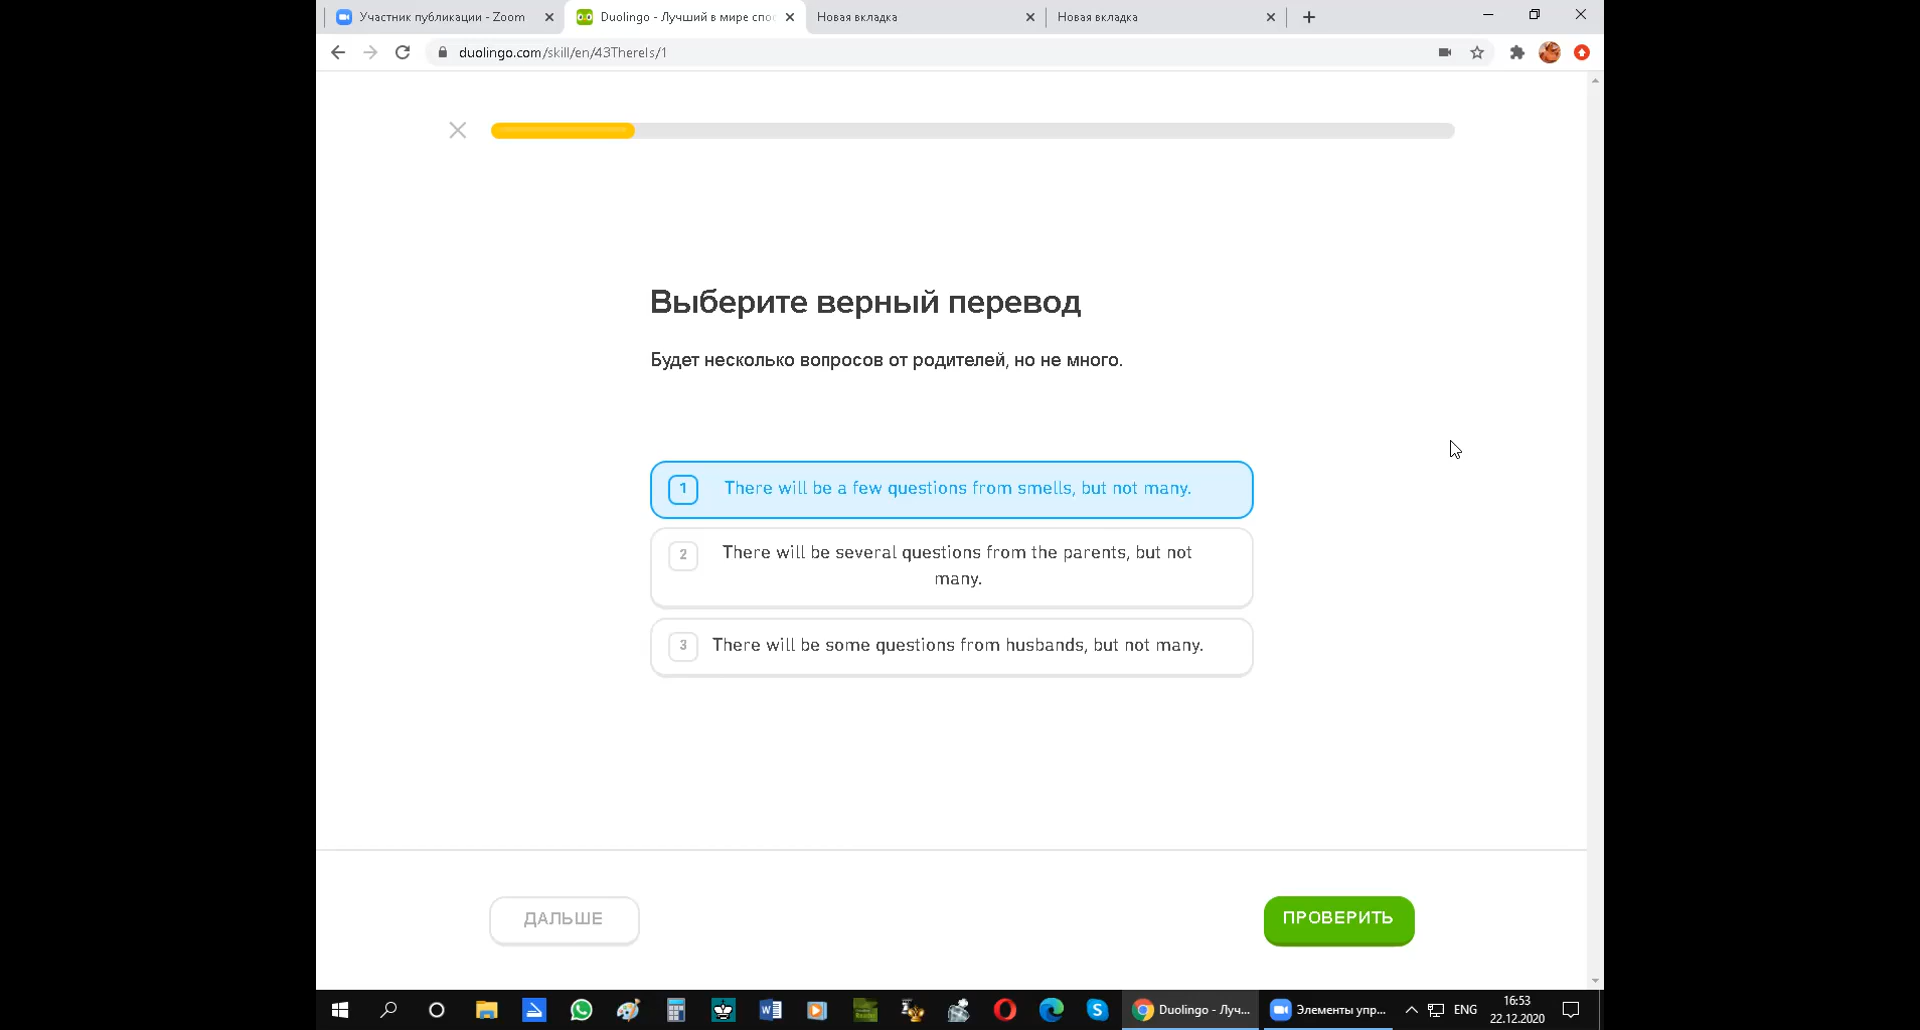 Участник публикации - Zoom
Duolingo - Лучший в мире спос
Новая вкладка
Новая вкладка
duolingo.com/skill/en/43ThereIs/1
Выберите верный перевод
Будет несколько вопросов от родителей, но не много.
1 There will be a few questions from smells, but not many.
2 There will be several questions from the parents, but not
many.
3 There will be some questions from husbands, but not many.
ДАЛЬШЕ
ПРОВЕРИТЬ
Duolingo - Луч...
Элементы упр...
ENG
16:53
22.12.2020